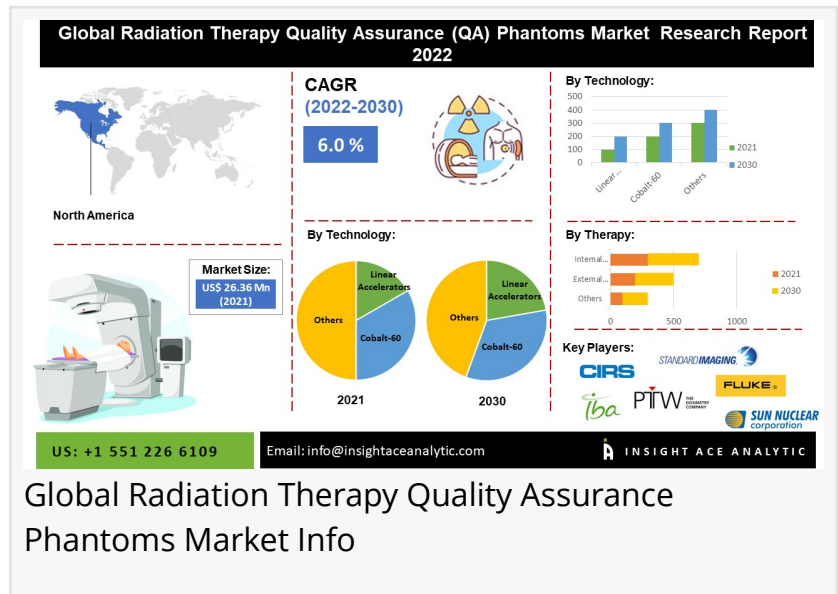 Global Radiation Therapy Quality Assurance (QA) Phantoms Market Research Report
2022
North America
CAGR
(2022-2030)
6.0 %
By Technology:
500
400
300
200
100
0
Linear...
Cobalt-60
Others
2021
2030
Market Size:
US$ 26.36 Mn
(2021)
By Technology:
Linear
Accelerators
Others
Cobalt-60
2021
Linear
Accelerators
Others
Cobalt-60
2030
By Therapy:
Internal...
External...
Others
0
500
1000
2021
2030
Key Players:
STANDARD IMAGING
CIRS
FLUKE
iba
PTW THE
DOSIMETRY
COMPANY
SUN NUCLEAR
corporation
US: +1 551 226 6109
Email: info@insightaceanalytic.com
INSIGHT ACE ANALYTIC
Global Radiation Therapy Quality Assurance
Phantoms Market Info